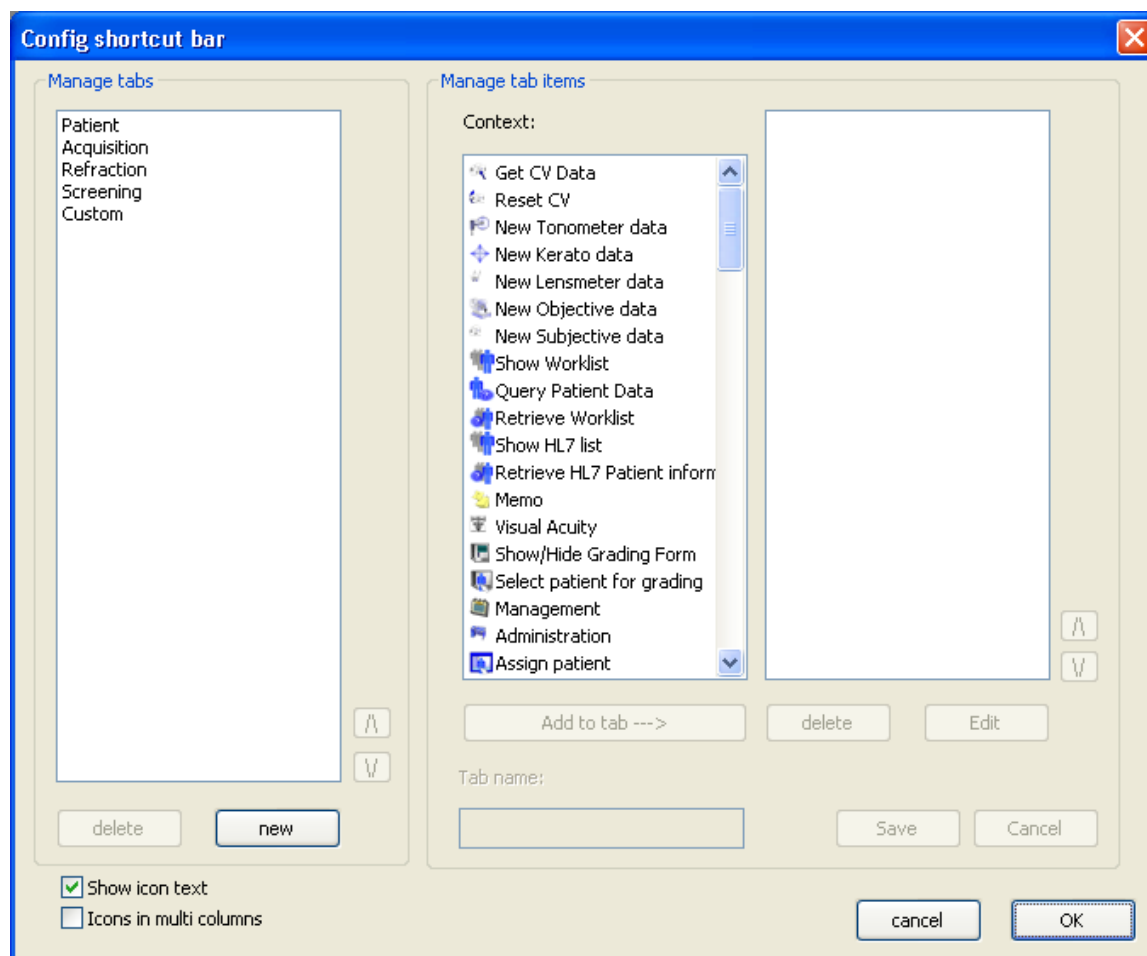 Config shortcut bar
Manage tabs
Patient
Acquisition
Refraction
Screening
Custom
/\
\/
delete
new
Manage tab items
Context:
Get CV Data
Reset CV
New Tonometer data
New Kerato data
New Lensmeter data
New Objective data
New Subjective data
Show Worklist
Query Patient Data
Retrieve Worklist
Show HL7 list
Retrieve HL7 Patient inform
Memo
Visual Acuity
Show/Hide Grading Form
Select patient for grading
Management
Administration
Assign patient
/\
\/
Add to tab --->
delete
Edit
Tab name:
Save
Cancel
Show icon text
Icons in multi columns
cancel
OK